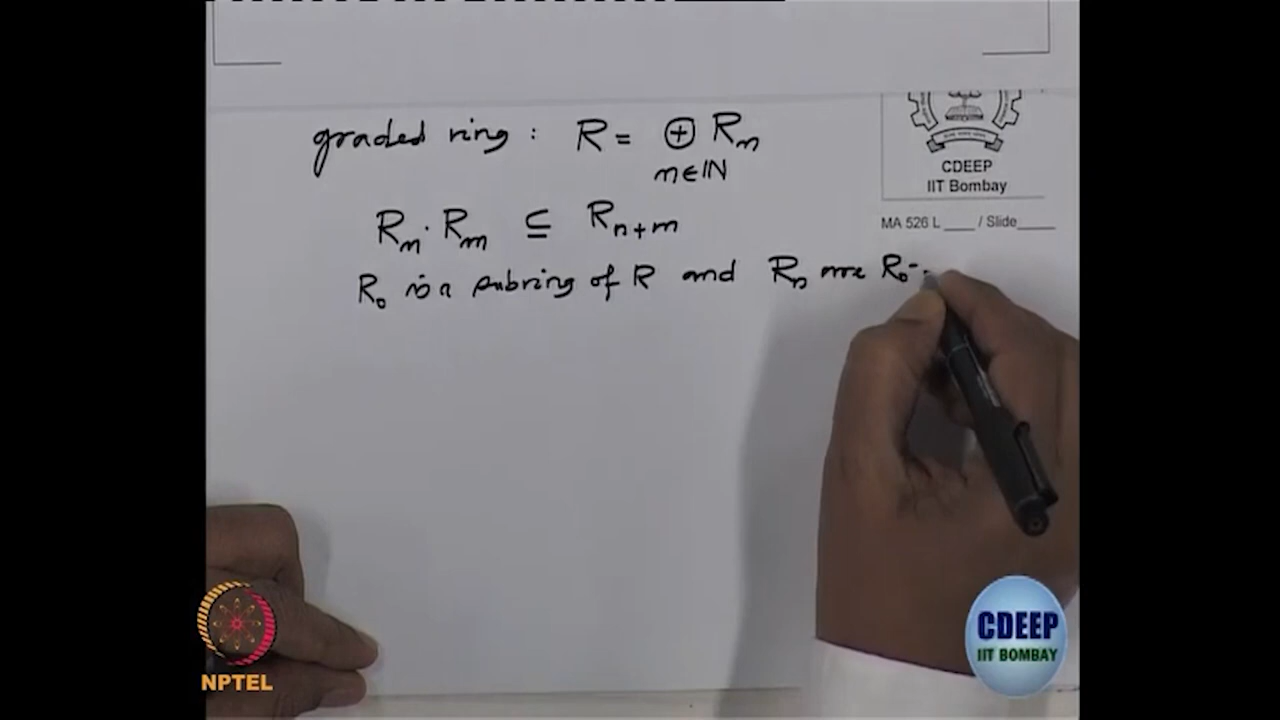 graded ring : R = ⊕ Rn
n∈ℕ
Rn · Rm ⊆ Rn+m
R0 is a subring of R and Rn are R0-
CDEEP
IIT Bombay
MA 526 L ___ / Slide ___
NPTEL
CDEEP
IIT BOMBAY